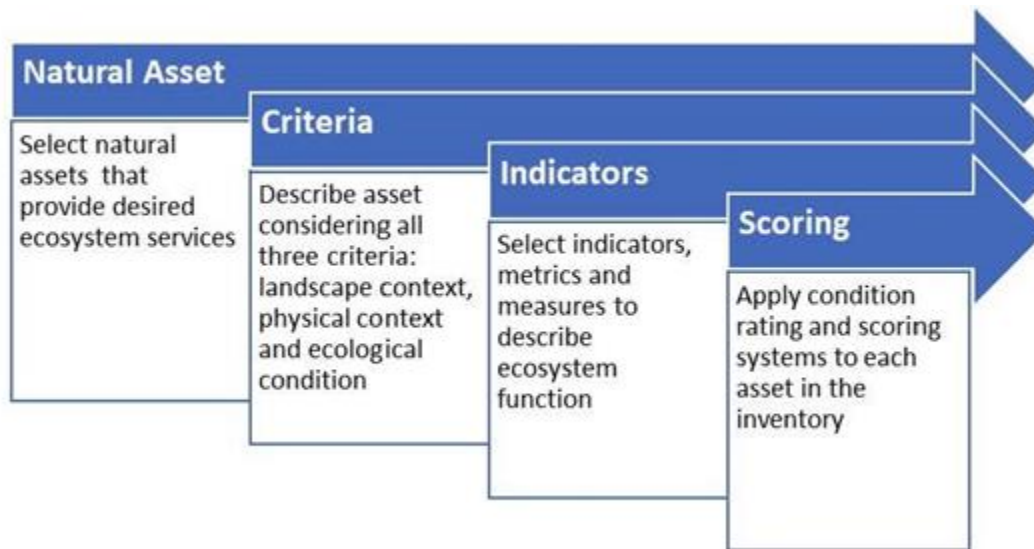 Natural Asset
Select natural
assets that
provide desired
ecosystem services
Criteria
Describe asset
considering all
three criteria:
landscape context,
physical context
and ecological
condition
Indicators
Select indicators,
metrics and
measures to
describe
ecosystem
function
Scoring
Apply condition
rating and scoring
systems to each
asset in the
inventory